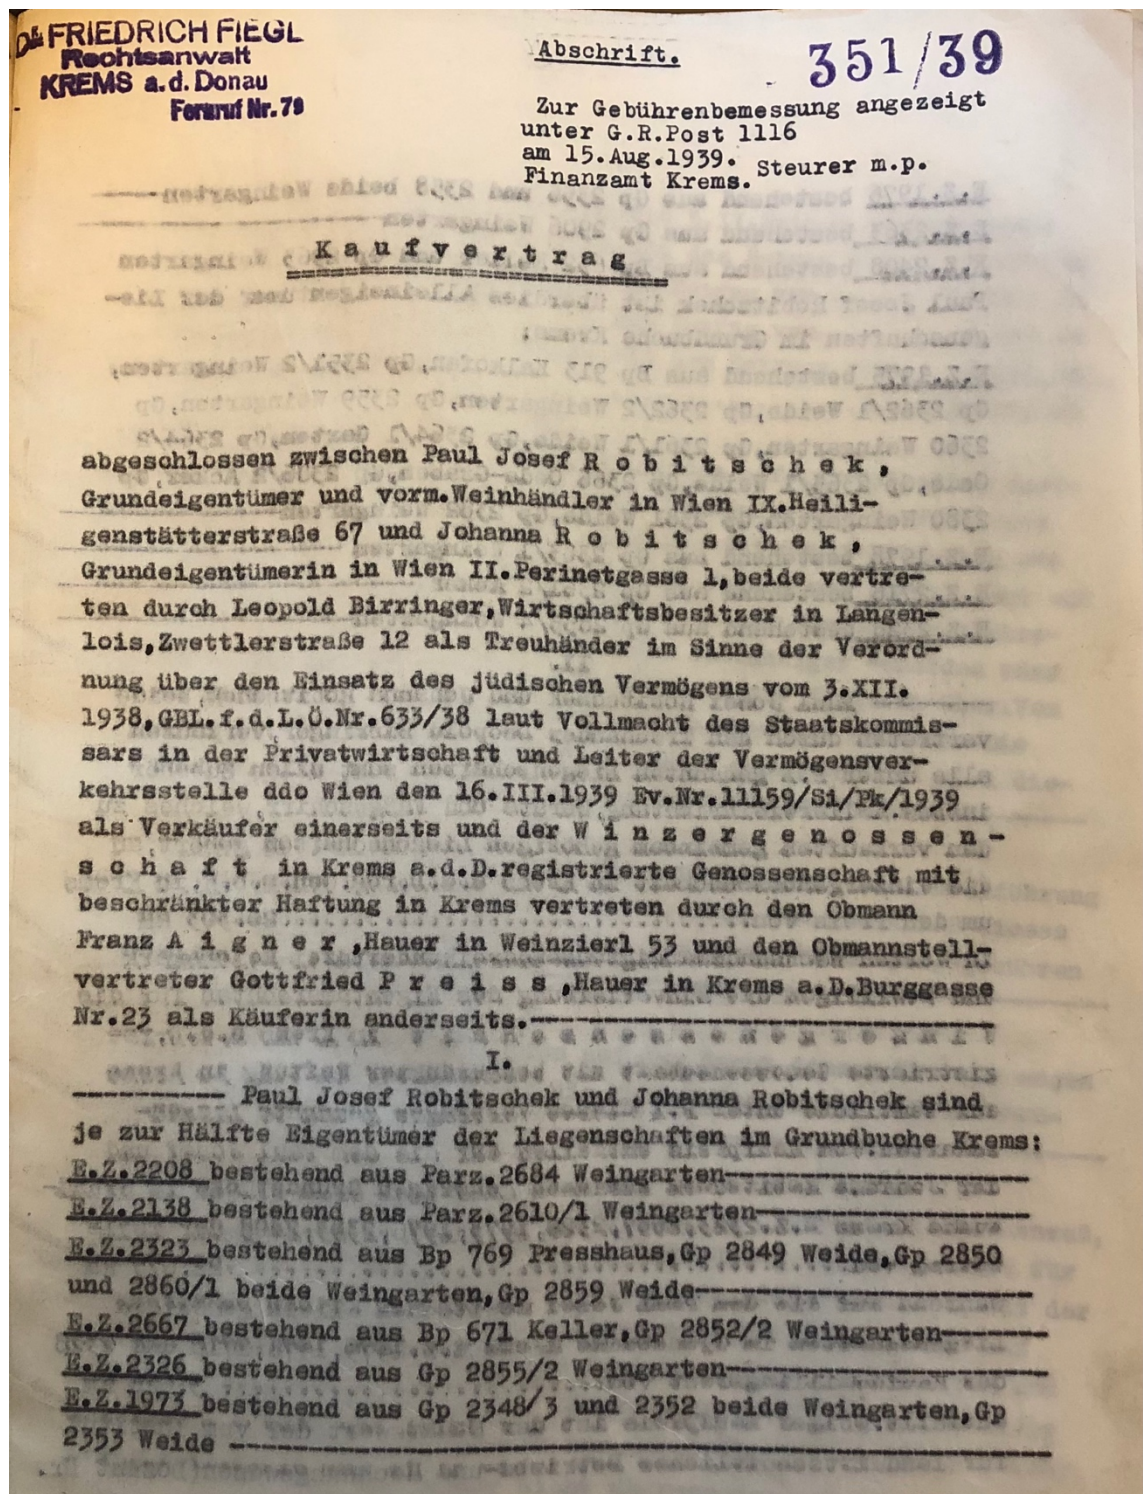 Dr. FRIEDRICH FIEGL
Rechtsanwalt
KREMS a.d. Donau
Fernruf Nr. 79
Abschrift.
351/39
Zur Gebührenbemessung angezeigt
unter G.R.Post 1116
am 15.Aug.1939.
Steurer m.p.
Finanzamt Krems.
K a u f v e r t r a g
abgeschlossen zwischen Paul Josef R o b i t s c h e k ,
Grundeigentümer und vorm.Weinhändler in Wien IX.Heili-
genstätterstraße 67 und Johanna R o b i t s c h e k ,
Grundeigentümerin in Wien II.Perinetgasse 1,beide vertre-
ten durch Leopold Birringer,Wirtschaftsbesitzer in Langen-
lois,Zwettlerstraße 12 als Treuhänder im Sinne der Verord-
nung über den Einsatz des jüdischen Vermögens vom 3.XII.
1938,GBL.f.d.L.Ö.Nr.633/38 laut Vollmacht des Staatskommis-
sars in der Privatwirtschaft und Leiter der Vermögensver-
kehrsstelle ddo Wien den 16.III.1939 Ev.Nr.11159/Si/Pk/1939
als Verkäufer einerseits und der W i n z e r g e n o s s e n -
s c h a f t in Krems a.d.D.registrierte Genossenschaft mit
beschränkter Haftung in Krems vertreten durch den Obmann
Franz A i g n e r ,Hauer in Weinzierl 53 und den Obmannstell-
vertreter Gottfried P r e i s s ,Hauer in Krems a.D.Burggasse
Nr.23 als Käuferin anderseits.--------------------
I.
---------- Paul Josef Robitschek und Johanna Robitschek sind
je zur Hälfte Eigentümer der Liegenschaften im Grundbuche Krems:
E.Z.2208 bestehend aus Parz.2684 Weingarten--------------------
E.Z.2138 bestehend aus Parz.2610/1 Weingarten------------------
E.Z.2323 bestehend aus Bp 769 Presshaus,Gp 2849 Weide,Gp 2850
und 2860/1 beide Weingarten,Gp 2859 Weide----------------------
E.Z.2667 bestehend aus Bp 671 Keller,Gp 2852/2 Weingarten-------
E.Z.2326 bestehend aus Gp 2855/2 Weingarten---------------------
E.Z.1973 bestehend aus Gp 2348/3 und 2352 beide Weingarten,Gp
2353 Weide ----------------------------------------------------